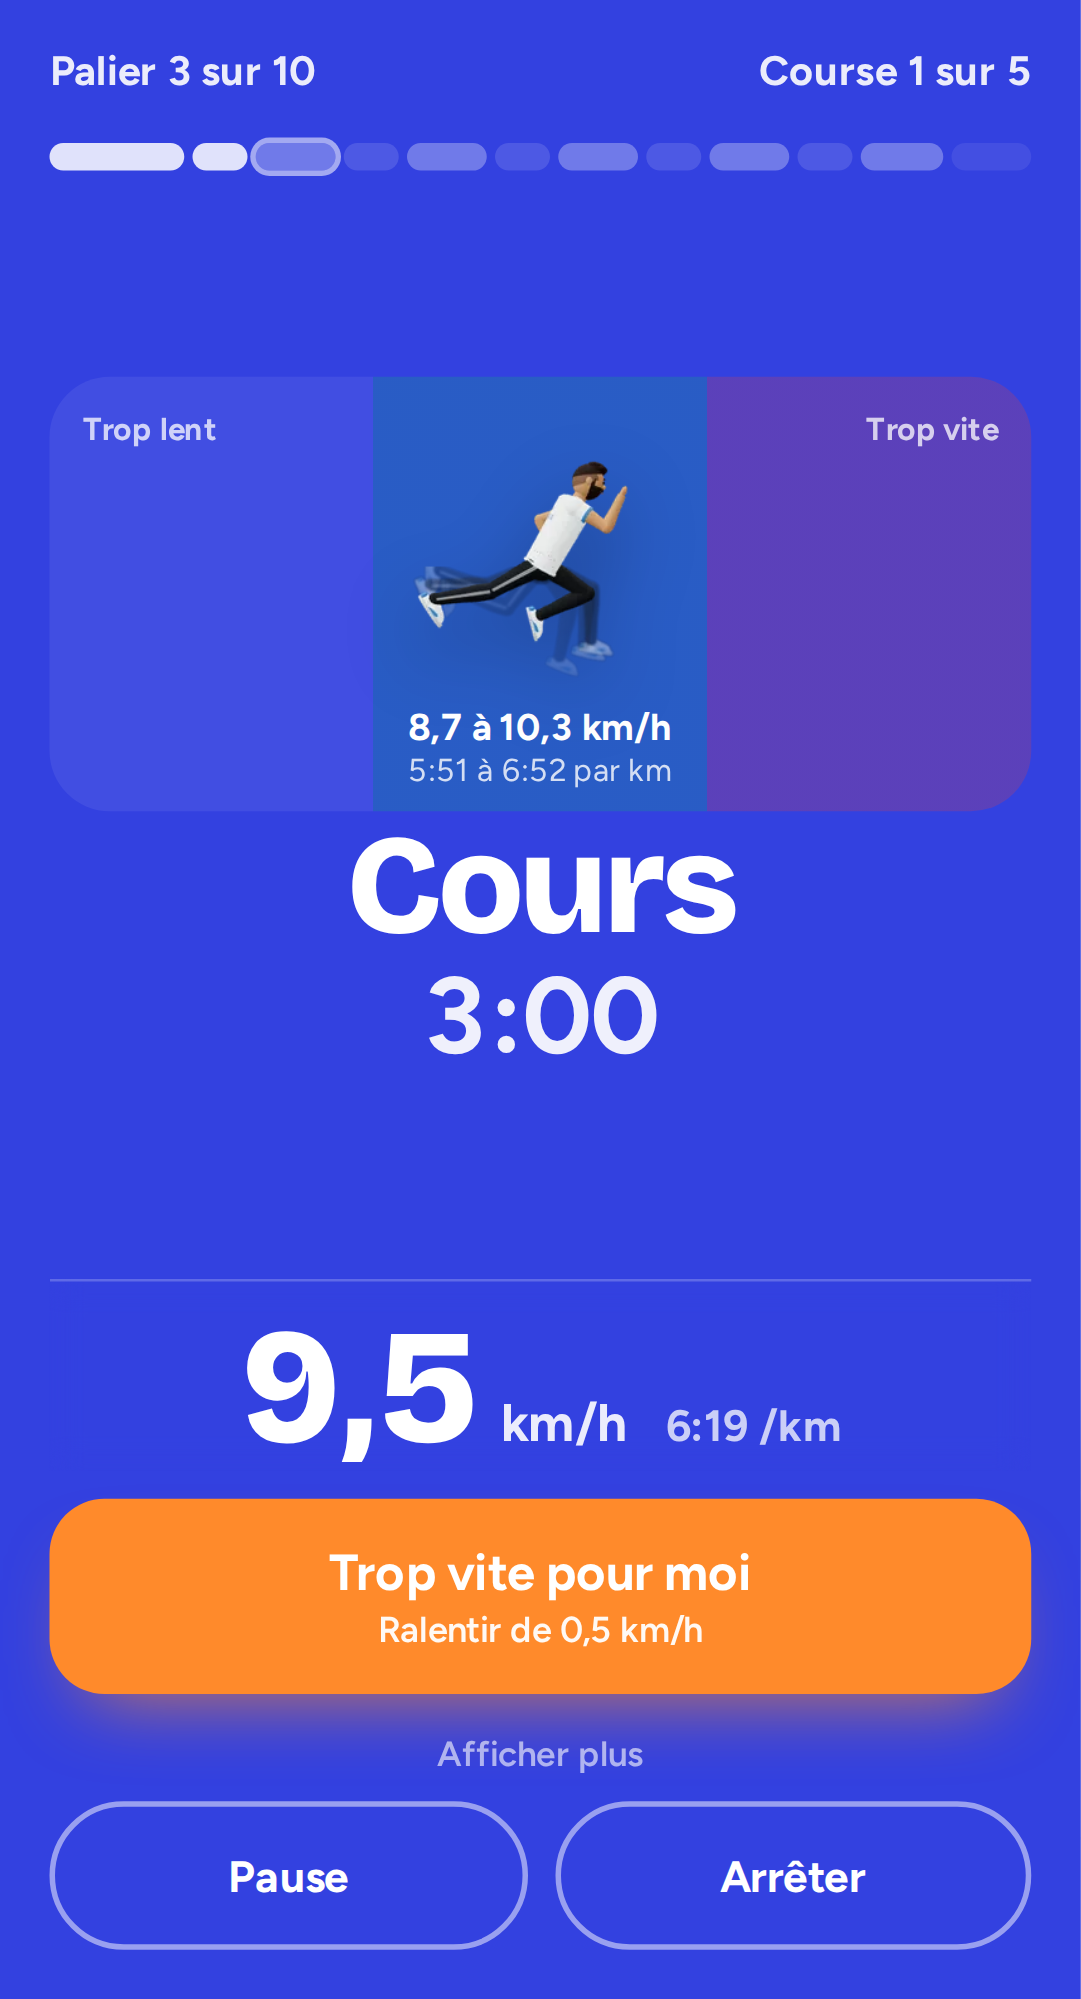 Palier 3 sur 10
Course 1 sur 5
Trop lent
Trop vite
8,7 à 10,3 km/h
5:51 à 6:52 par km
Cours
3:00
9,5 km/h 6:19 /km
Trop vite pour moi
Ralentir de 0,5 km/h
Afficher plus
Pause
Arrêter